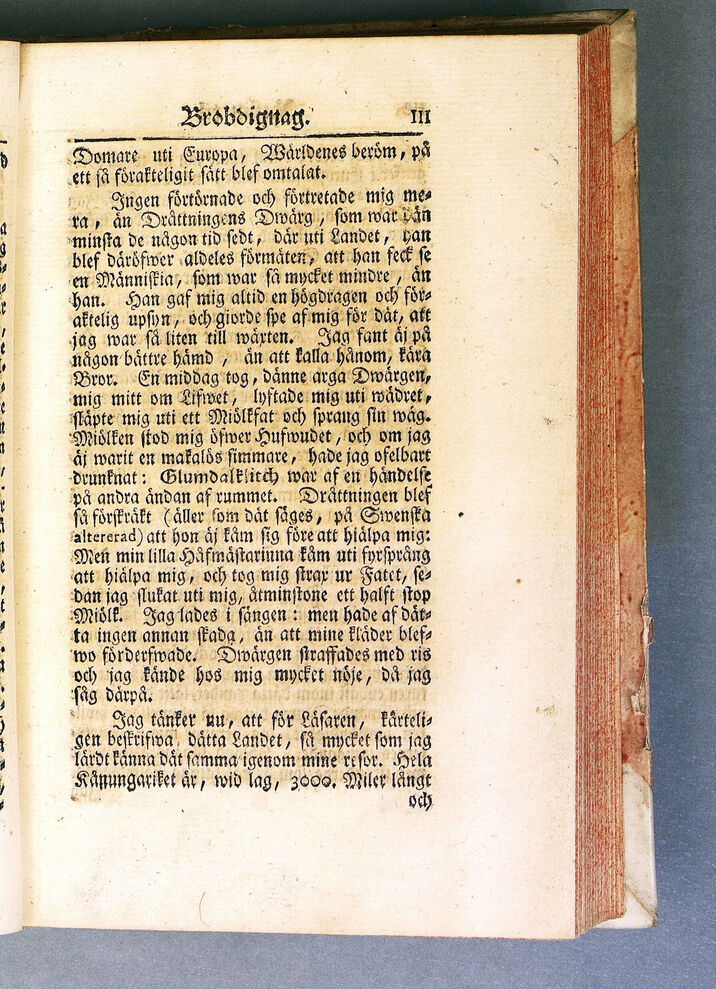 Brobdignag. 111
Domare uti Europa, Wärldenes beröm, på
ett så förakteligit sätt blef omtalat.
Ingen förtörnade och förtretade mig me-
ra, än Drättningens Dwärg, som war dän
minsta de någon tid sedt, där uti Landet, han
blef däröfwer aldeles förmäten, att han feck se
en Människia, som war så mycket mindre, än
han. Han gaf mig altid en högdragen och för-
aktelig upsyn, och giorde spe af mig för dät, att
jag war så liten till wäxten. Jag fant äj på
någon bättre hämd, än att kalla hånom, kära
Bror. En middag tog, dänne arga Dwärgen,
mig mitt om Lifwet, lyftade mig uti wädret,
släpte mig uti ett Miölkfat och sprang sin wäg.
Miölken stod mig öfwer Hufwudet, och om jag
äj warit en makalös simmare, hade jag ofelbart
drunknat: Glumdalklitch war af en händelse
på andra ändan af rummet. Drättningen blef
så förskräkt (äller som dät säges, på Swenska
altererad) att hon äj kåm sig före att hjälpa mig:
Men min lilla Håfmästarinna kåm uti fyrsprång
att hiälpa mig, och tog mig strax ur Fatet, se-
dan jag slukat uti mig, åtminstone ett halft stop
Miölk. Jag lades i sängen: men hade af dät-
ta ingen annan skada, än att mine kläder blef-
wo förderfwade. Dwärgen straffades med ris
och jag kände hos mig mycket nöje, då jag
såg därpå.
Jag tänker nu, att för Läsaren, kårteli-
gen beskrifwa dätta Landet, så mycket som jag
lärdt känna dät samma igenom mine resor. Hela
Kånungariket är, wid lag, 3000. Miler långt
och